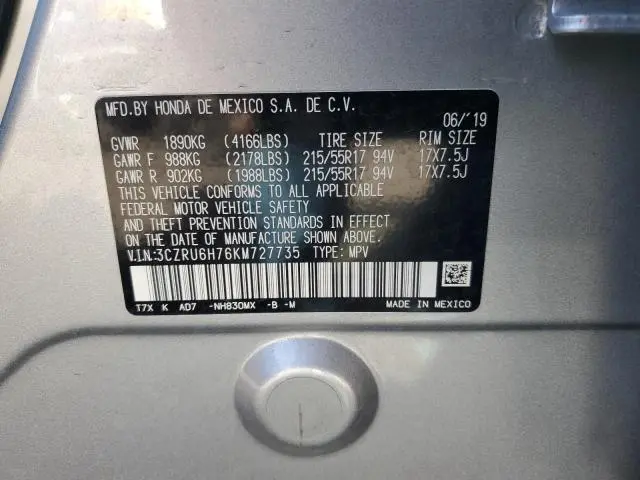 MFD.BY HONDA DE MEXICO S.A. DE C.V.
06/'19
GVWR 1890KG (4166LBS) TIRE SIZE RIM SIZE
GAWR F 988KG (2178LBS) 215/55R17 94V 17X7.5J
GAWR R 902KG (1988LBS) 215/55R17 94V 17X7.5J
THIS VEHICLE CONFORMS TO ALL APPLICABLE
FEDERAL MOTOR VEHICLE SAFETY
AND THEFT PREVENTION STANDARDS IN EFFECT
ON DATE OF MANUFACTURE SHOWN ABOVE.
V.I.N.:3CZRU6H76KM727735 TYPE: MPV
T7X K AD7 -NH830MX -B -M MADE IN MEXICO